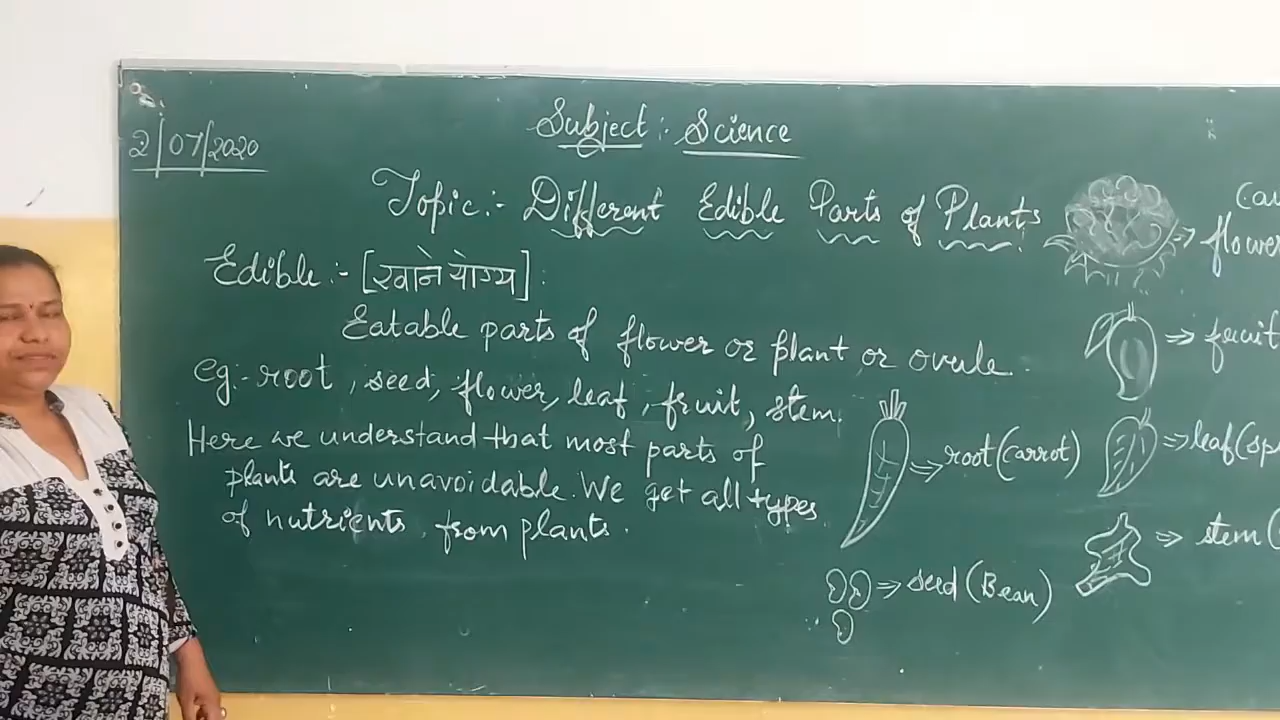 2/07/2020
Subject:- Science
Topic:- Different Edible Parts of Plants.
Edible:- [खाने योग्य].
Eatable parts of flower or plant or ovule.
eg:- root, seed, flower, leaf, fruit, stem.
Here we understand that most parts of
plants are unavoidable. We get all types
of nutrients from plants.
⇒ flower
⇒ fruit
⇒ root (carrot)
⇒ leaf (sp
⇒ stem (
⇒ seed (Bean)